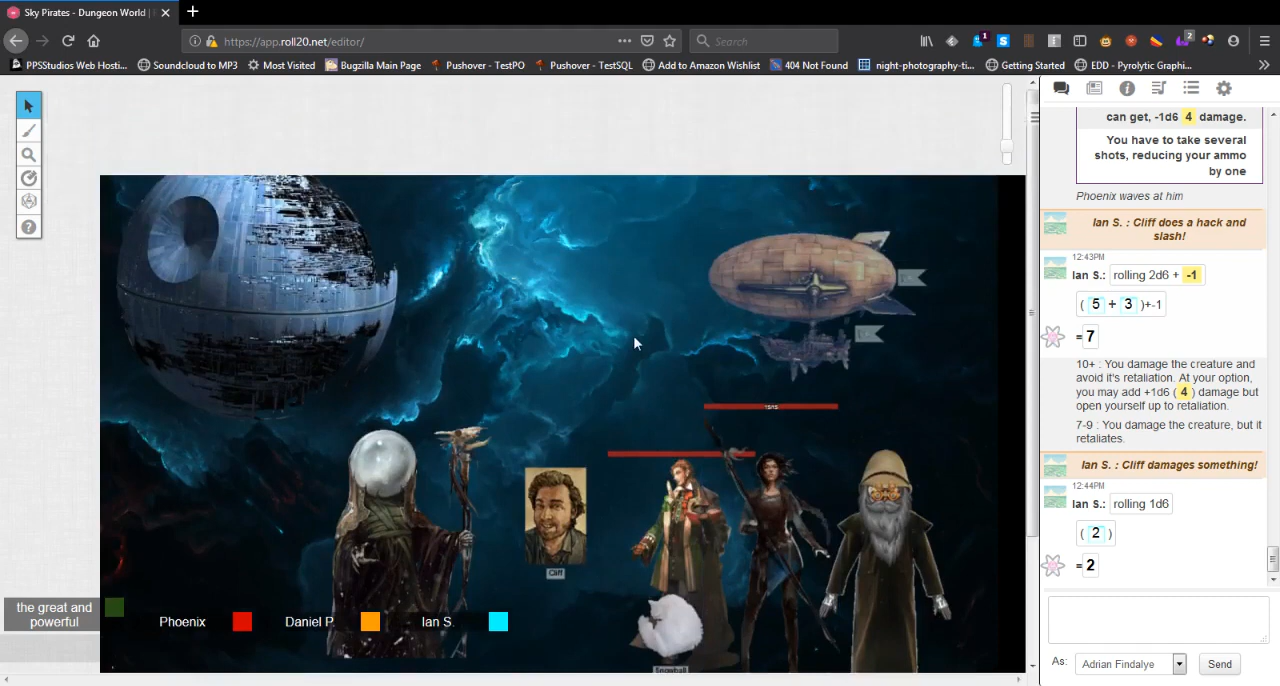 Sky Pirates - Dungeon World |
https://app.roll20.net/editor/
Search
1
2
PPSStudios Web Hosti...
Soundcloud to MP3
Most Visited
Bugzilla Main Page
Pushover - TestPO
Pushover - TestSQL
Add to Amazon Wishlist
404 Not Found
night-photography-ti...
Getting Started
EDD - Pyrolytic Graphi...
can get, -1d6 4 damage.
You have to take several
shots, reducing your ammo
by one
Phoenix waves at him
Ian S. : Cliff does a hack and
slash!
12:43PM
Ian S.: rolling 2d6 + -1
( 5 + 3 )+-1
=7
10+ : You damage the creature and
avoid it's retaliation. At your option,
you may add +1d6 ( 4 ) damage but
open yourself up to retaliation.
7-9 : You damage the creature, but it
retaliates.
Ian S. : Cliff damages something!
12:44PM
Ian S.: rolling 1d6
( 2 )
=2
As: Adrian Findalye
Send
Cliff
Snowball
the great and
powerful
Phoenix
Daniel P.
Ian S.